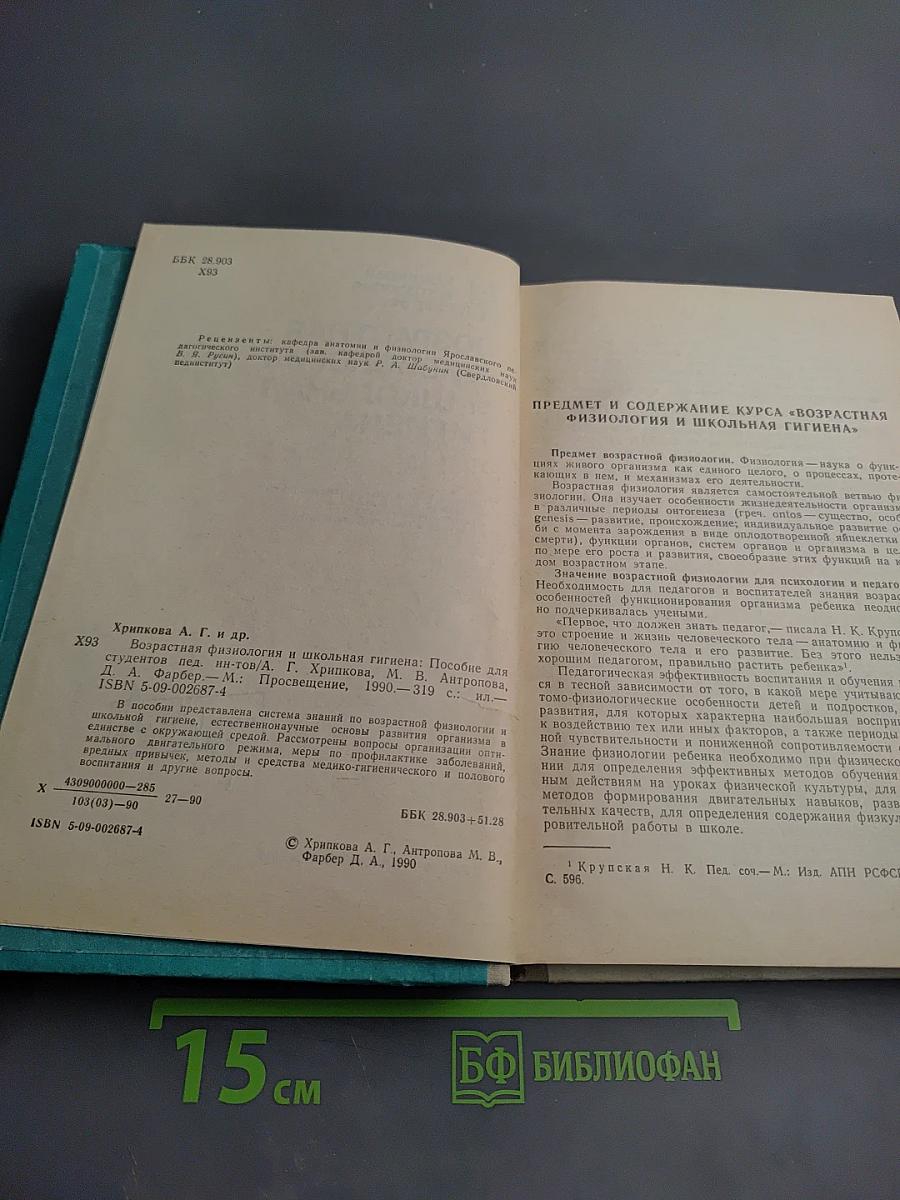 ББК 28.903
Х93
Рецензенты: кафедра анатомии и физиологии Ярославского пе-
дагогического института (зав. кафедрой доктор медицинских наук
В. Я. Русин), доктор медицинских наук Р. А. Шабунин (Свердловский
пединститут)
Хрипкова А. Г. и др.
Х93 Возрастная физиология и школьная гигиена: Пособие для
студентов пед. ин-тов/А. Г. Хрипкова, М. В. Антропова,
Д. А. Фарбер.— М.: Просвещение, 1990.— 319 с.: ил.—
ISBN 5-09-002687-4
В пособии представлена система знаний по возрастной физиологии и
школьной гигиене, естественнонаучные основы развития организма в
единстве с окружающей средой. Рассмотрены вопросы организации опти-
мального двигательного режима, меры по профилактике заболеваний,
вредных привычек, методы и средства медико-гигиенического и полового
воспитания и другие вопросы.
Х 4309000000—285
103(03)—90 27—90
ББК 28.903+51.28
ISBN 5-09-002687-4
© Хрипкова А. Г., Антропова М. В.,
Фарбер Д. А., 1990
ПРЕДМЕТ И СОДЕРЖАНИЕ КУРСА «ВОЗРАСТНАЯ
ФИЗИОЛОГИЯ И ШКОЛЬНАЯ ГИГИЕНА»
Предмет возрастной физиологии. Физиология — наука о функ-
циях живого организма как единого целого, о процессах, проте-
кающих в нем, и механизмах его деятельности.
Возрастная физиология является самостоятельной ветвью фи
зиологии. Она изучает особенности жизнедеятельности организм
в различные периоды онтогенеза (греч. ontos — существо, особ
genesis — развитие, происхождение; индивидуальное развитие ос
би с момента зарождения в виде оплодотворенной яйцеклетки
смерти), функции органов, систем органов и организма в це
по мере его роста и развития, своеобразие этих функций на к
дом возрастном этапе.
Значение возрастной физиологии для психологии и педаго
Необходимость для педагогов и воспитателей знания возрас
особенностей функционирования организма ребенка неодно
но подчеркивалась учеными.
«Первое, что должен знать педагог,— писала Н. К. Крупс
это строение и жизнь человеческого тела — анатомию и фи
гию человеческого тела и его развитие. Без этого нельз
хорошим педагогом, правильно растить ребенка»¹.
Педагогическая эффективность воспитания и обучения н
ся в тесной зависимости от того, в какой мере учитываю
томо-физиологические особенности детей и подростков,
развития, для которых характерна наибольшая восприи
к воздействию тех или иных факторов, а также периоды
ной чувствительности и пониженной сопротивляемости о
Знание физиологии ребенка необходимо при физическо
нии для определения эффективных методов обучения
ным действиям на уроках физической культуры, для
методов формирования двигательных навыков, разв
тельных качеств, для определения содержания физкул
ровительной работы в школе.
¹ Крупская Н. К. Пед. соч.— М.: Изд. АПН РСФС
С. 596.
15 см
БФ БИБЛИОФАН